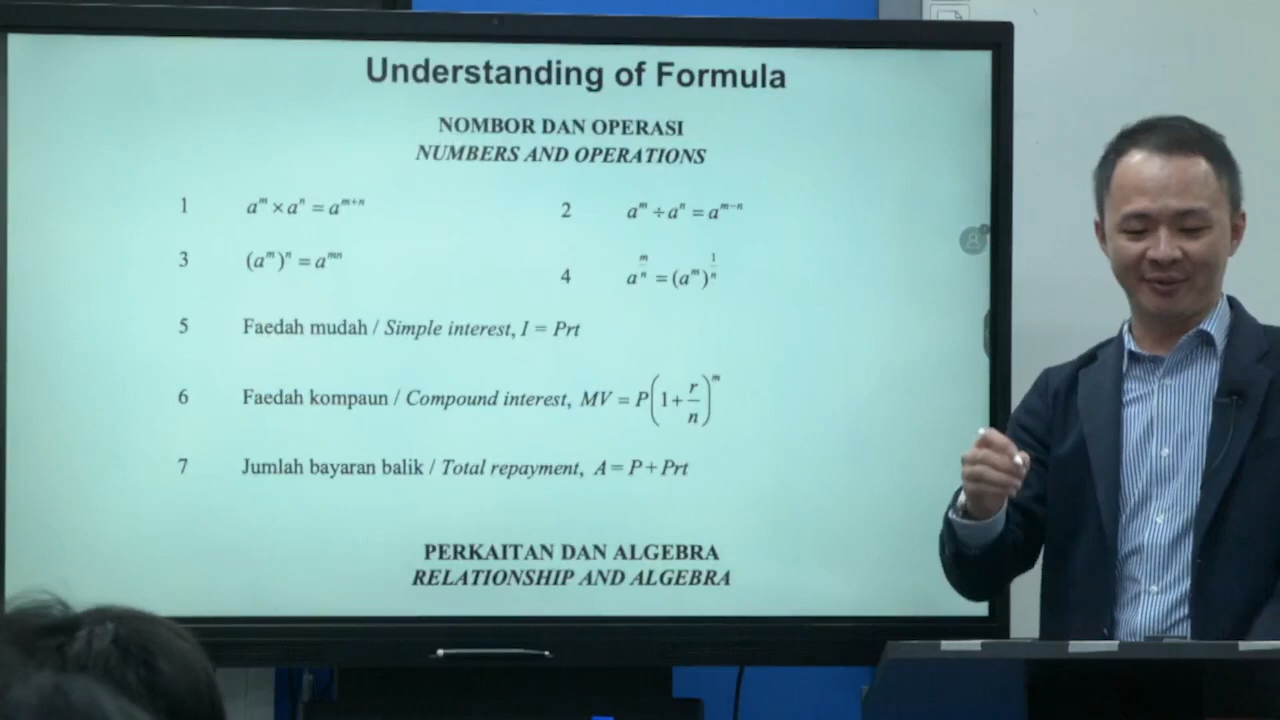 Understanding of Formula
NOMBOR DAN OPERASI
NUMBERS AND OPERATIONS
1 a^m × a^n = a^{m+n} 2 a^m ÷ a^n = a^{m−n}
3 (a^m)^n = a^{mn} 4 a^{m/n} = (a^m)^{1/n}
5 Faedah mudah / Simple interest, I = Prt
6 Faedah kompaun / Compound interest, MV = P(1 + r/n)^m
7 Jumlah bayaran balik / Total repayment, A = P + Prt
PERKAITAN DAN ALGEBRA
RELATIONSHIP AND ALGEBRA